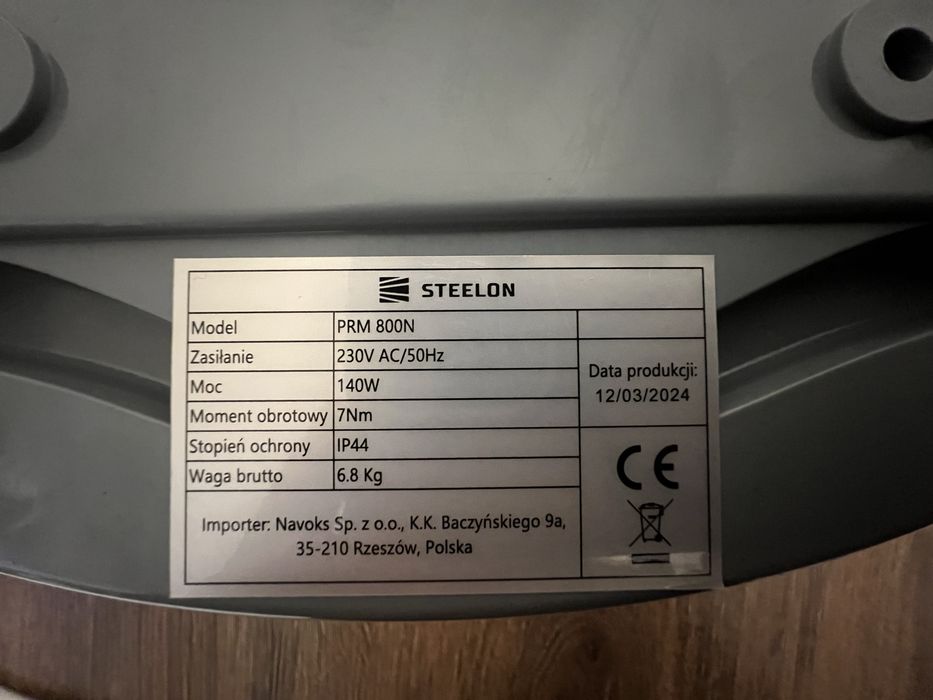 STEELON
Model PRM 800N
Zasiłanie 230V AC/50Hz
Moc 140W
Moment obrotowy 7Nm
Stopień ochrony IP44
Waga brutto 6.8 Kg
Data produkcji:
12/03/2024
CE
Importer: Navoks Sp. z o.o., K.K. Baczyńskiego 9a,
35-210 Rzeszów, Polska